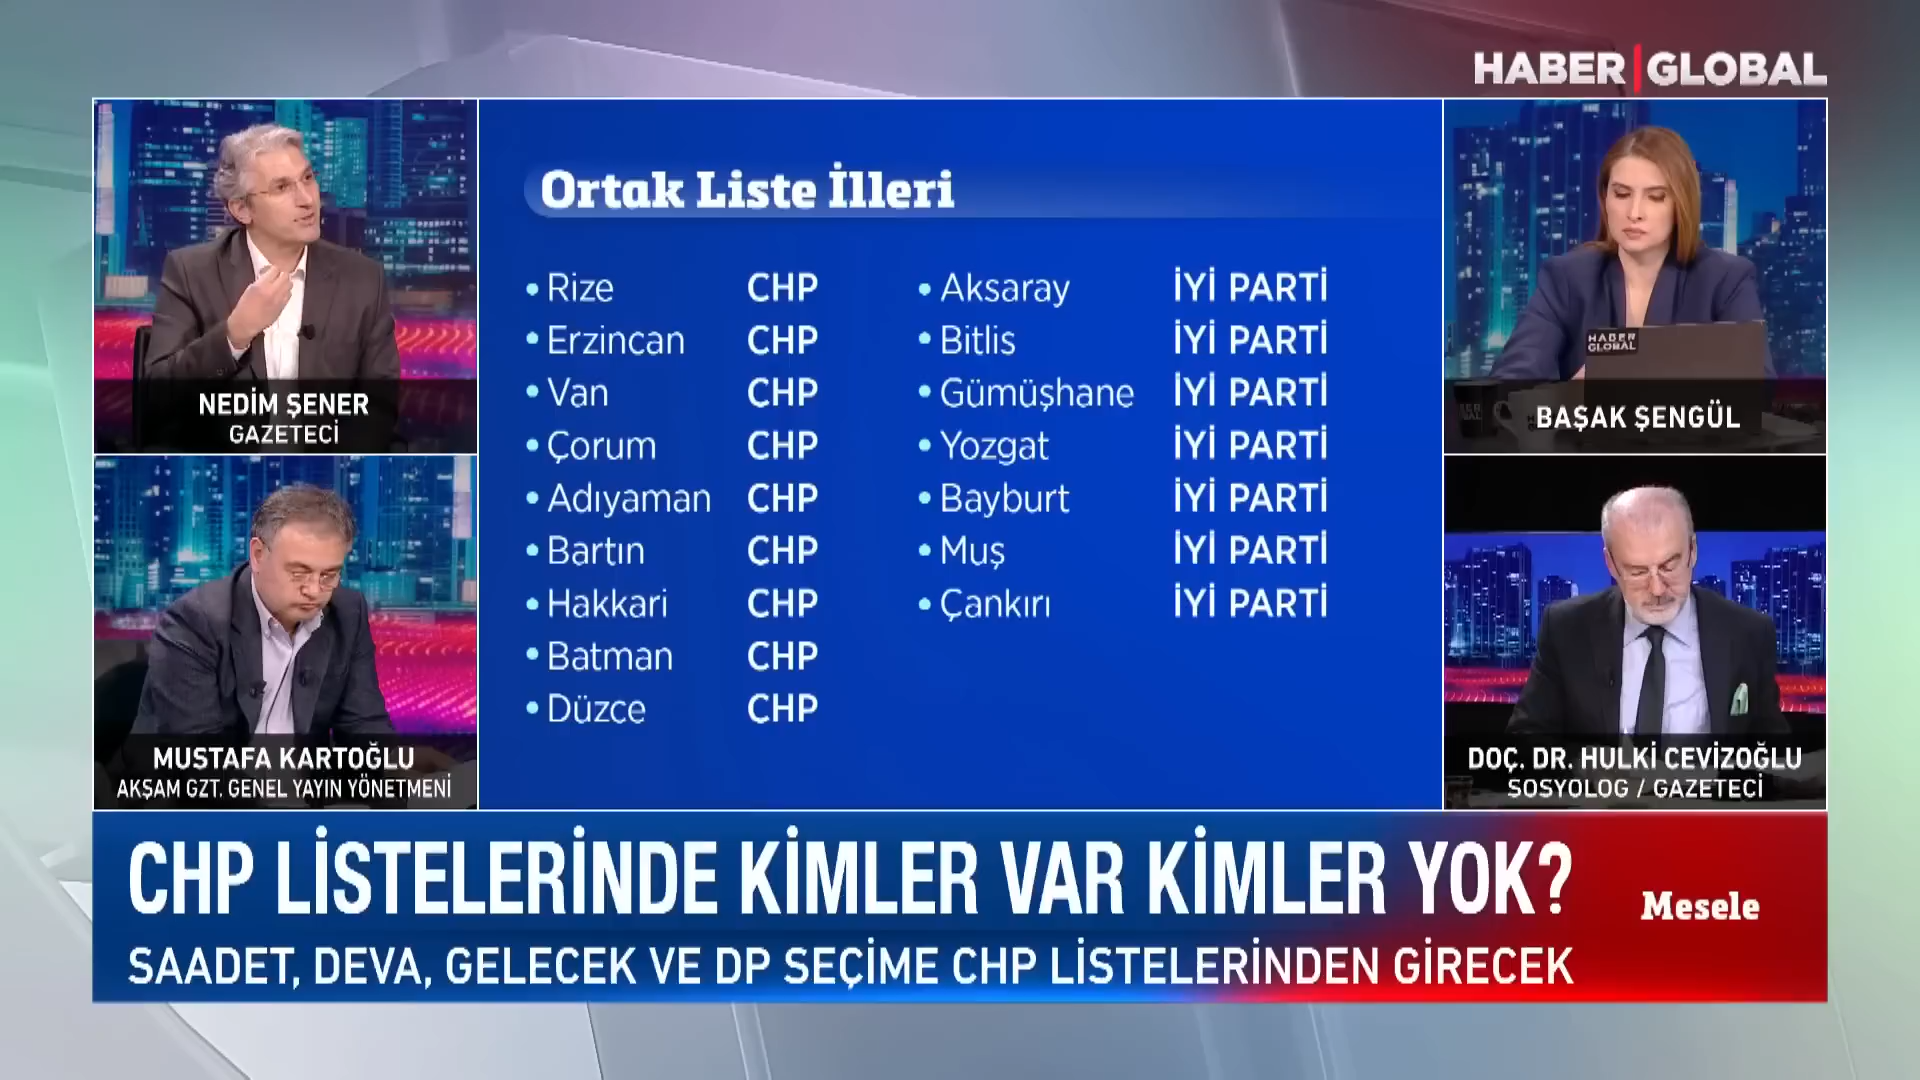 HABER GLOBAL
Ortak Liste İlleri
• Rize CHP
• Erzincan CHP
• Van CHP
• Çorum CHP
• Adıyaman CHP
• Bartın CHP
• Hakkari CHP
• Batman CHP
• Düzce CHP
• Aksaray İYİ PARTİ
• Bitlis İYİ PARTİ
• Gümüşhane İYİ PARTİ
• Yozgat İYİ PARTİ
• Bayburt İYİ PARTİ
• Muş İYİ PARTİ
• Çankırı İYİ PARTİ
NEDİM ŞENER
GAZETECİ
MUSTAFA KARTOĞLU
AKŞAM GZT. GENEL YAYIN YÖNETMENİ
HABER
GLOBAL
BAŞAK ŞENGÜL
DOÇ. DR. HULKİ CEVİZOĞLU
SOSYOLOG / GAZETECİ
CHP LİSTELERİNDE KİMLER VAR KİMLER YOK?
SAADET, DEVA, GELECEK VE DP SEÇİME CHP LİSTELERİNDEN GİRECEK
Mesele